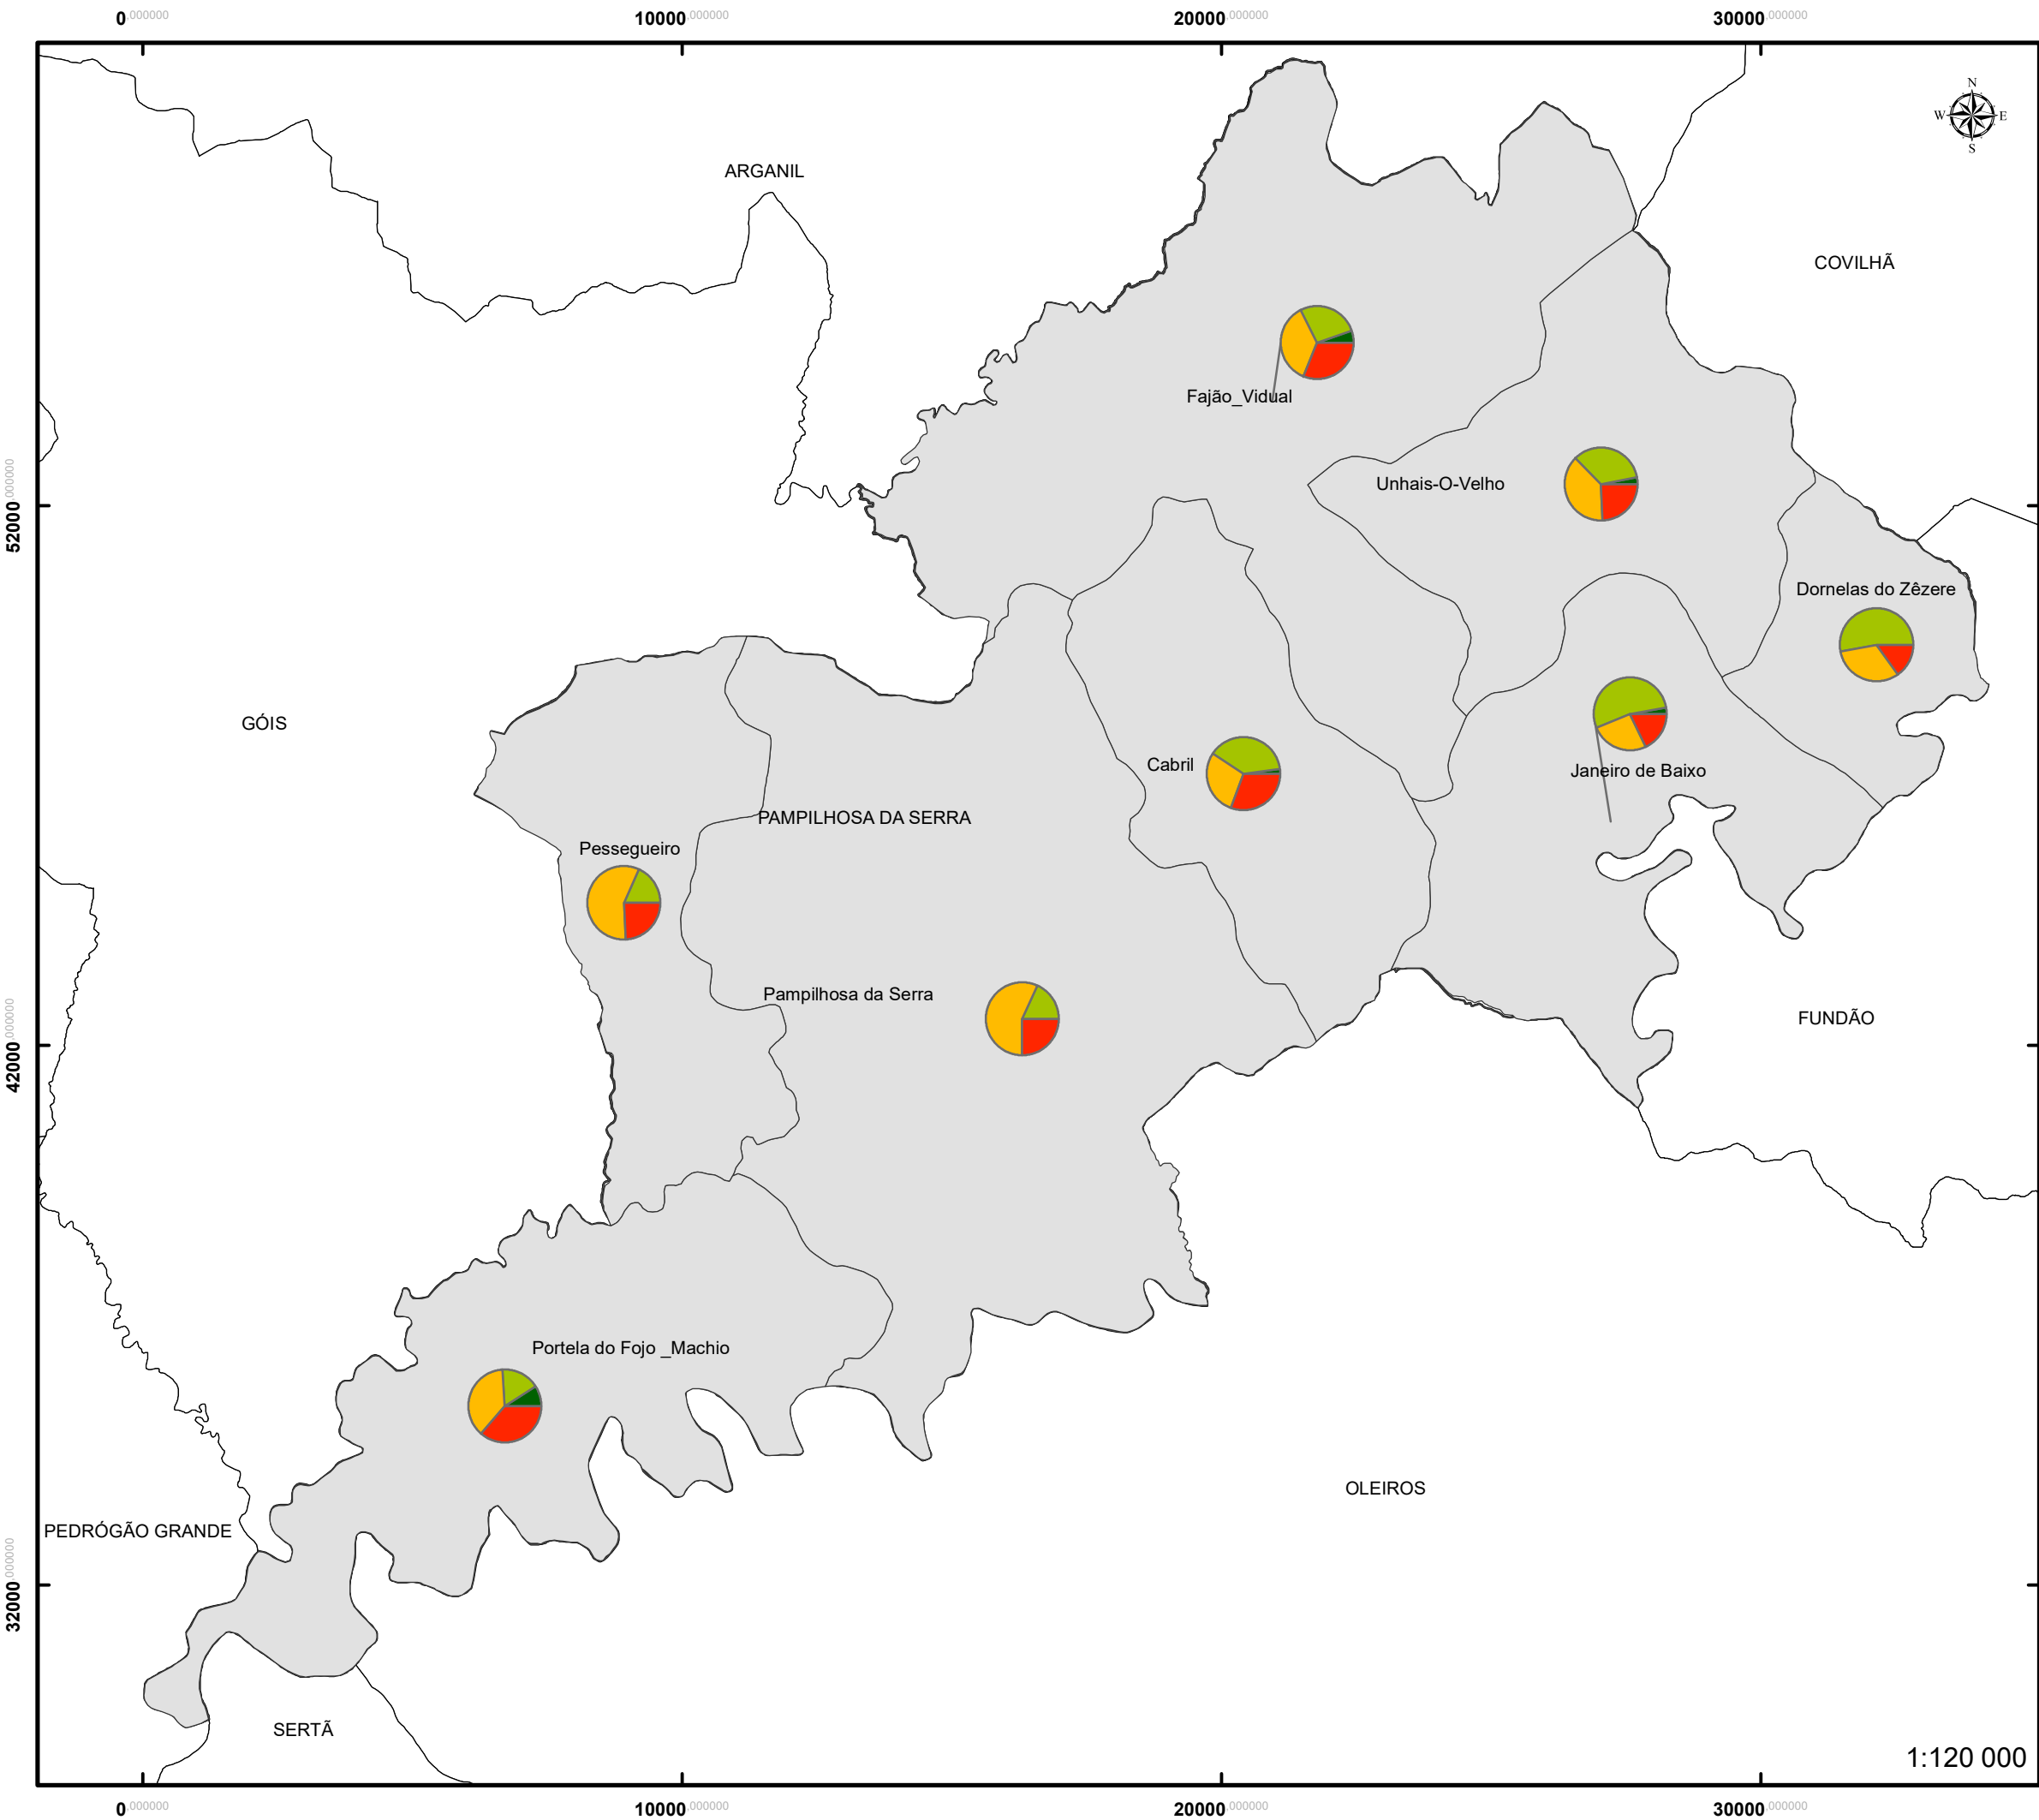 0,000000 10000,000000 20000,000000 30000,000000
N
W E
S
ARGANIL
COVILHÃ
Fajão_Vidual
Unhais-O-Velho
52000,000000
Dornelas do Zêzere
GÓIS
Cabril
Janeiro de Baixo
PAMPILHOSA DA SERRA
Pessegueiro
Pampilhosa da Serra
FUNDÃO
42000,000000
Portela do Fojo _Machio
OLEIROS
PEDRÓGÃO GRANDE
32000,000000
SERTÃ
1:120 000
0,000000 10000,000000 20000,000000 30000,000000